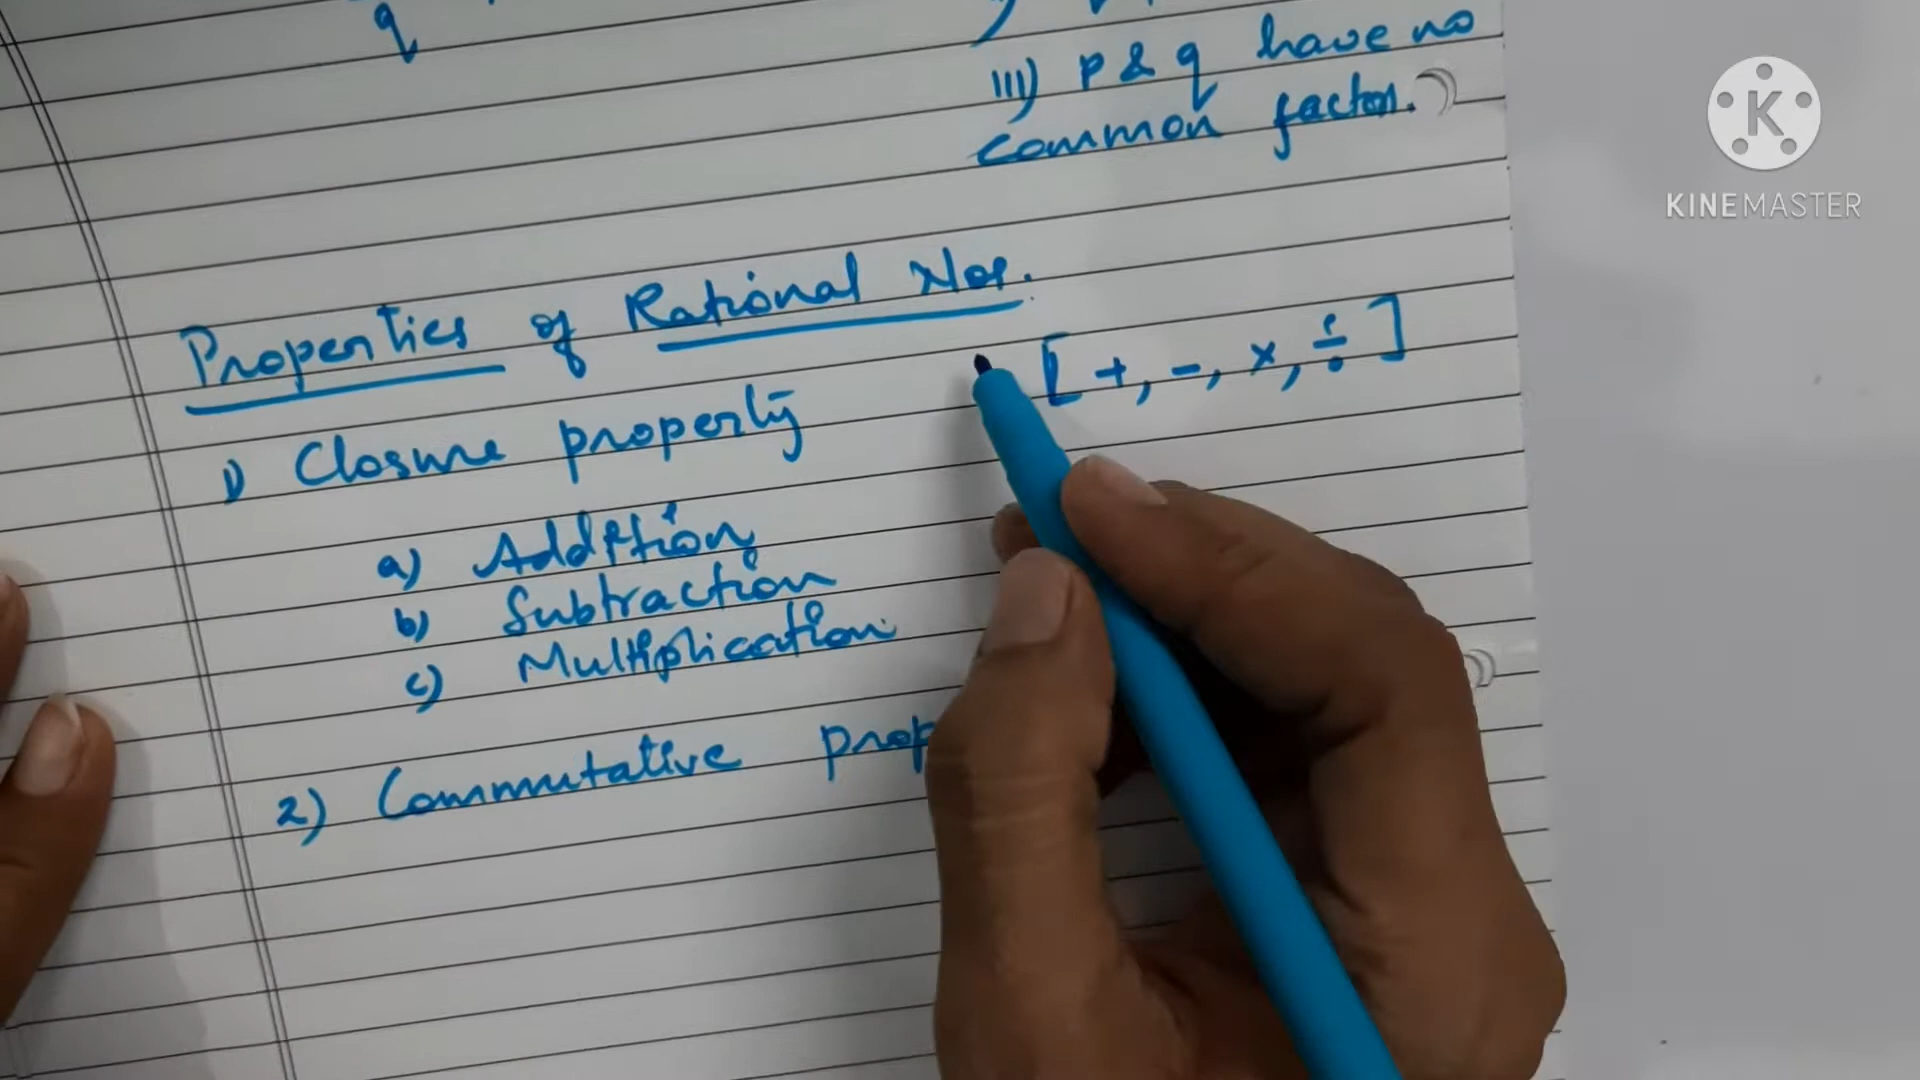 q
III) p & q have no
common factor.
Properties of Rational Nos.
[ +, -, ×, ÷ ]
1) Closure property
a) Addition
b) Subtraction
c) Multiplication
2) Commutative prop
K
KINEMASTER